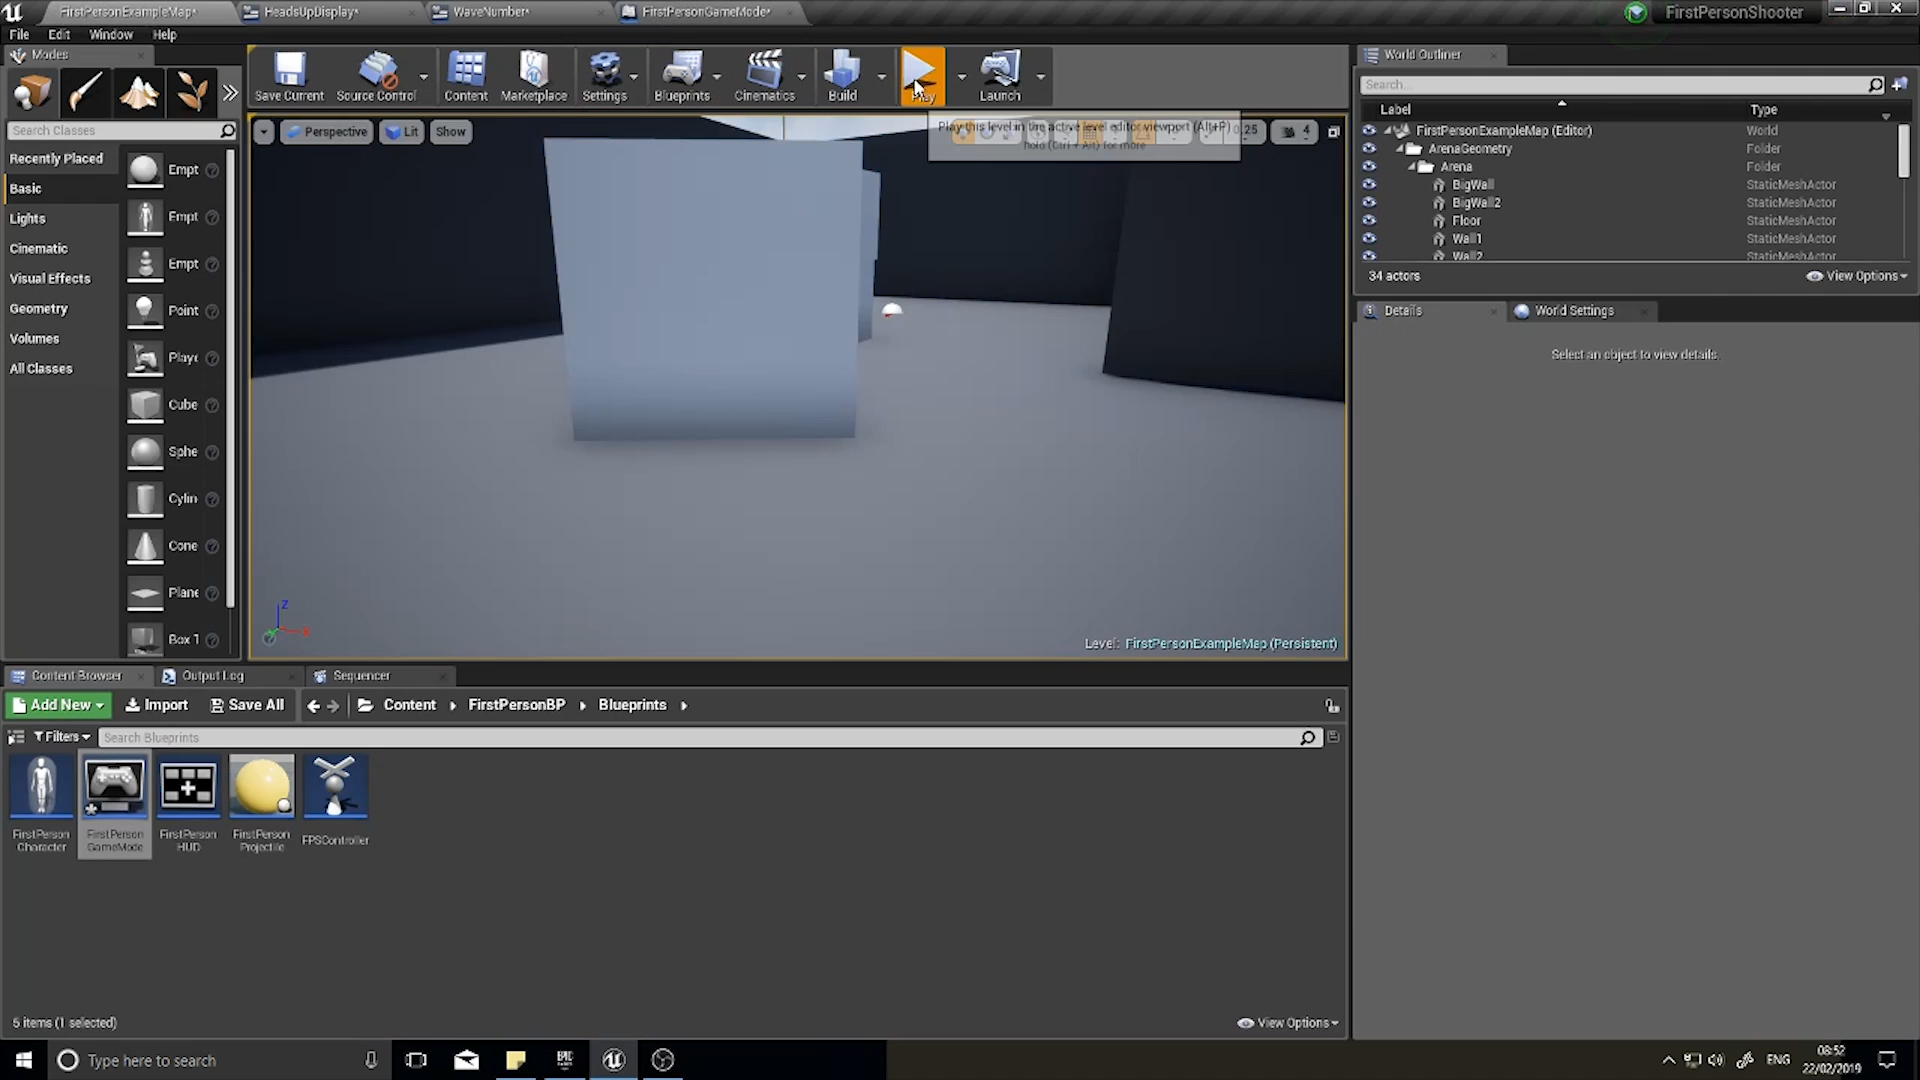 FirstPersonExampleMap*
HeadsUpDisplay*
WaveNumber*
FirstPersonGameMode*
FirstPersonShooter
File Edit Window Help
Modes
World Outliner
Save Current
Source Control
Content
Marketplace
Settings
Blueprints
Cinematics
Build
Play
Launch
Search...
Label
Type
Search Classes
Perspective
Lit
Show
Play this level in the active level editor viewport (Alt+P)
hold (Ctrl + Alt) for more
0.25
4
FirstPersonExampleMap (Editor) World
ArenaGeometry Folder
Arena Folder
BigWall StaticMeshActor
BigWall2 StaticMeshActor
Floor StaticMeshActor
Wall1 StaticMeshActor
Wall2 StaticMeshActor
34 actors
View Options
Recently Placed
Basic
Lights
Cinematic
Visual Effects
Geometry
Volumes
All Classes
Empt
Empt
Empt
Point
Playe
Cube
Sphe
Cylin
Cone
Plane
Box T
Details
World Settings
Select an object to view details.
Z
X
Level: FirstPersonExampleMap (Persistent)
Content Browser
Output Log
Sequencer
Add New
Import
Save All
Content
FirstPersonBP
Blueprints
Filters
Search Blueprints
FirstPerson
Character
FirstPerson
GameMode
FirstPerson
HUD
FirstPerson
Projectile
FPSController
5 items (1 selected)
View Options
Type here to search
EPIC
GAMES
ENG
08:52
22/02/2019